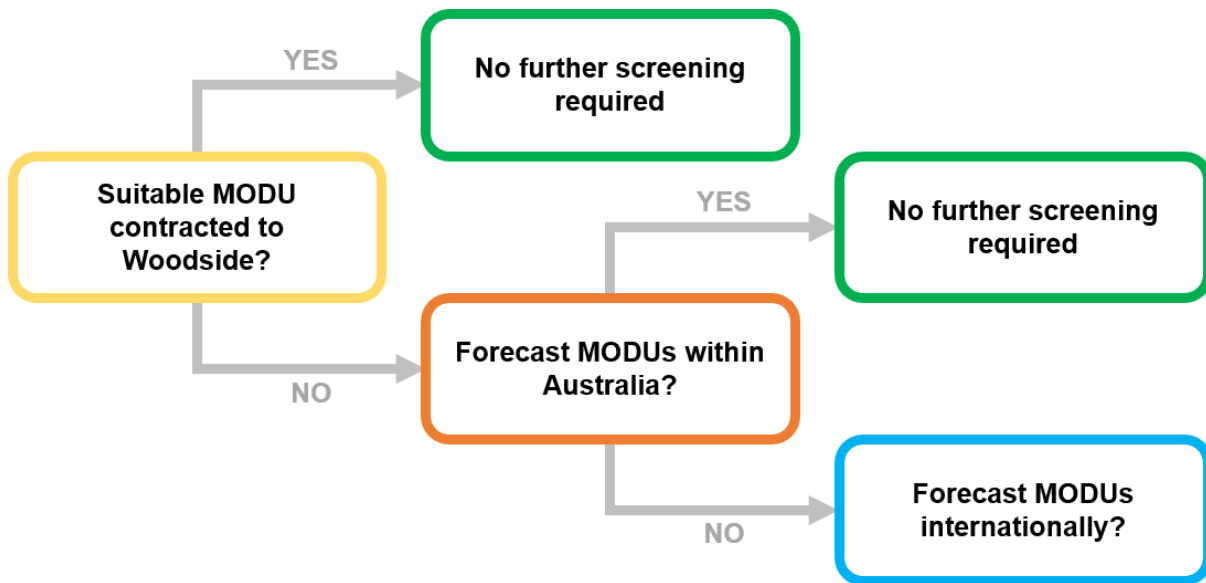 YES
No further screening
required
Suitable MODU
contracted to
Woodside?
YES
No further screening
required
NO
Forecast MODUs within
Australia?
NO
Forecast MODUs
internationally?